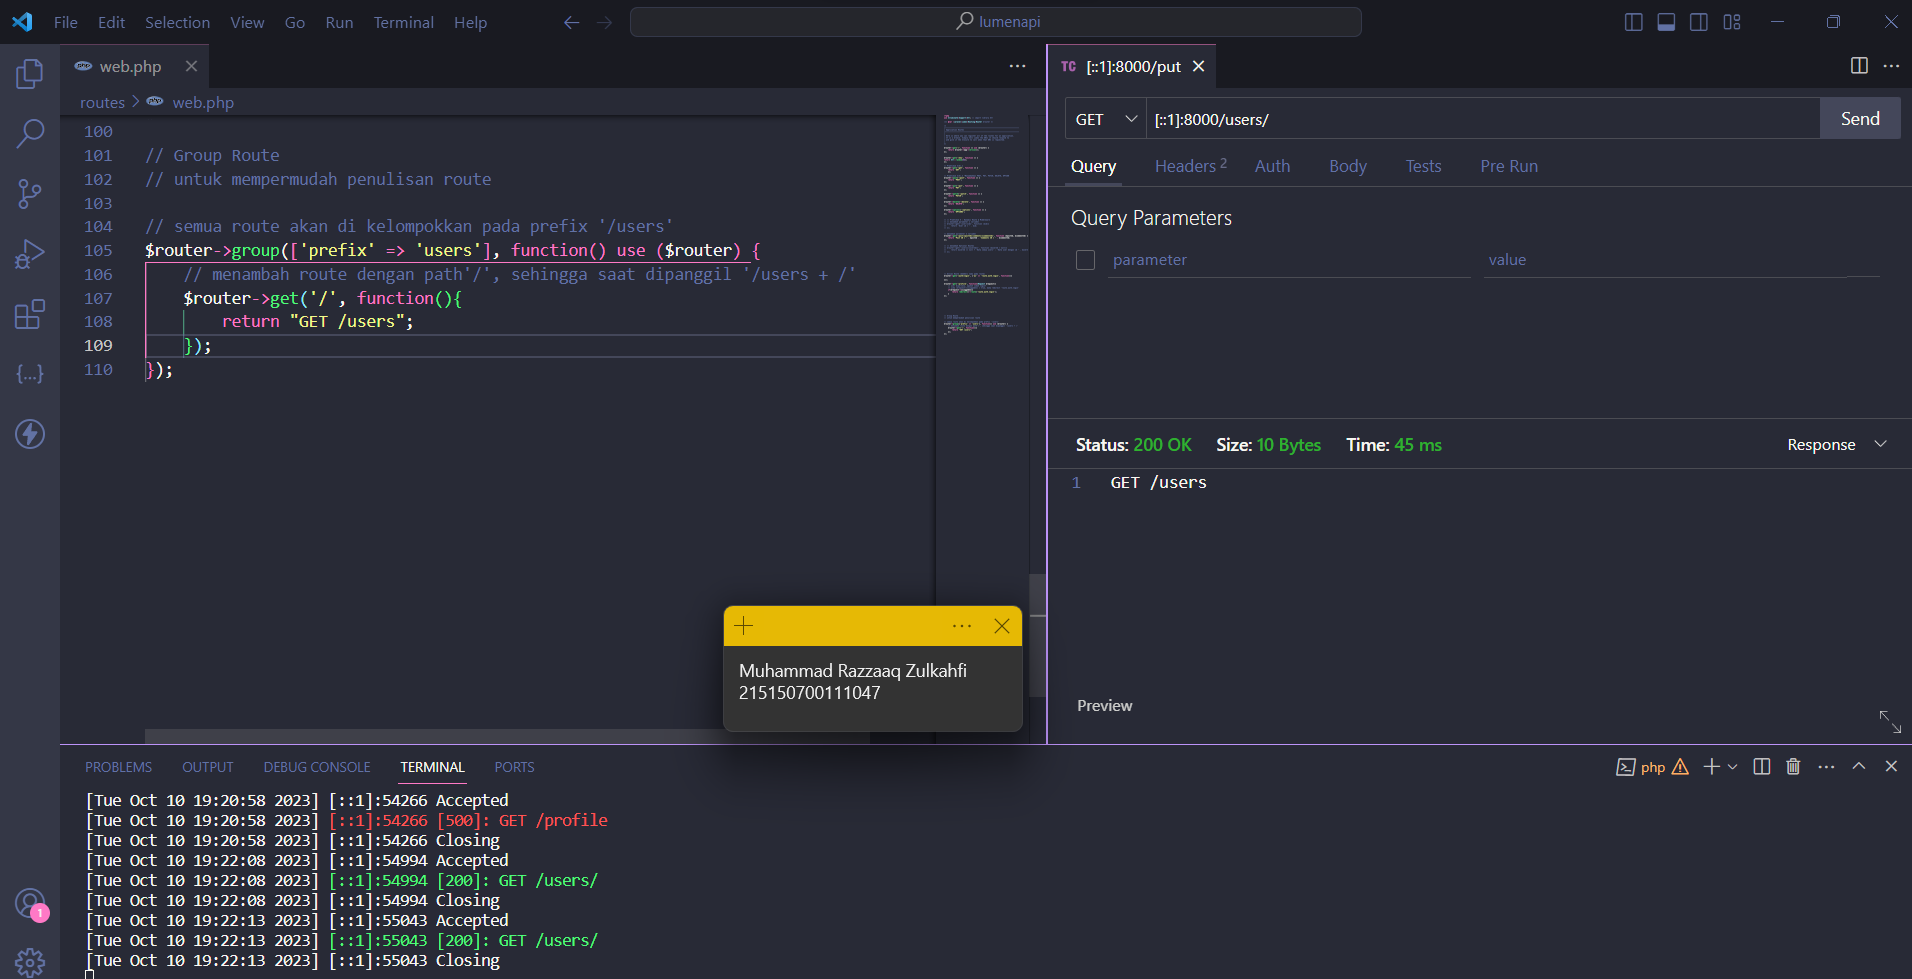 File Edit Selection View Go Run Terminal Help
lumenapi
web.php
routes > web.php
100
101 // Group Route
102 // untuk mempermudah penulisan route
103
104 // semua route akan di kelompokkan pada prefix '/users'
105 $router->group(['prefix' => 'users'], function() use ($router) {
106 // menambah route dengan path'/', sehingga saat dipanggil '/users + /'
107 $router->get('/', function(){
108 return "GET /users";
109 });
110 });
TC [::1]:8000/put
GET [::1]:8000/users/ Send
Query Headers 2 Auth Body Tests Pre Run
Query Parameters
parameter value
Status: 200 OK Size: 10 Bytes Time: 45 ms Response
1 GET /users
Preview
Muhammad Razzaaq Zulkahfi
215150700111047
PROBLEMS OUTPUT DEBUG CONSOLE TERMINAL PORTS
php
[Tue Oct 10 19:20:58 2023] [::1]:54266 Accepted
[Tue Oct 10 19:20:58 2023] [::1]:54266 [500]: GET /profile
[Tue Oct 10 19:20:58 2023] [::1]:54266 Closing
[Tue Oct 10 19:22:08 2023] [::1]:54994 Accepted
[Tue Oct 10 19:22:08 2023] [::1]:54994 [200]: GET /users/
[Tue Oct 10 19:22:08 2023] [::1]:54994 Closing
[Tue Oct 10 19:22:13 2023] [::1]:55043 Accepted
[Tue Oct 10 19:22:13 2023] [::1]:55043 [200]: GET /users/
[Tue Oct 10 19:22:13 2023] [::1]:55043 Closing
1